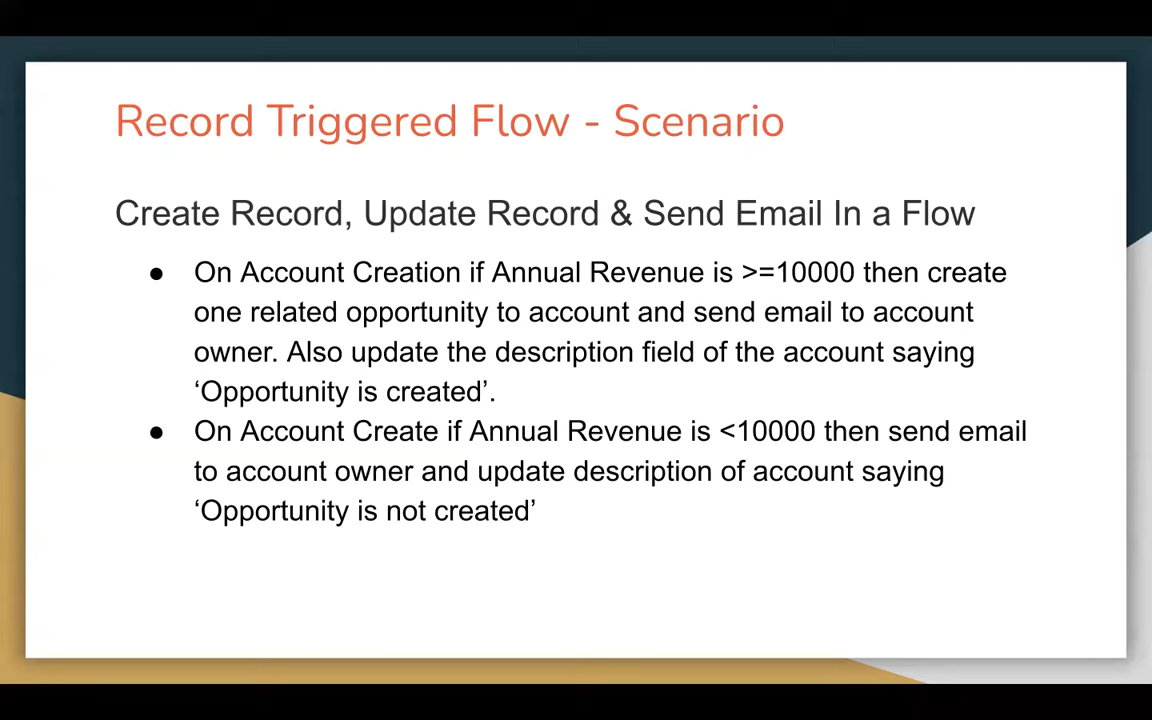 Record Triggered Flow - Scenario
Create Record, Update Record & Send Email In a Flow
● On Account Creation if Annual Revenue is >=10000 then create
one related opportunity to account and send email to account
owner. Also update the description field of the account saying
‘Opportunity is created’.
● On Account Create if Annual Revenue is <10000 then send email
to account owner and update description of account saying
‘Opportunity is not created’